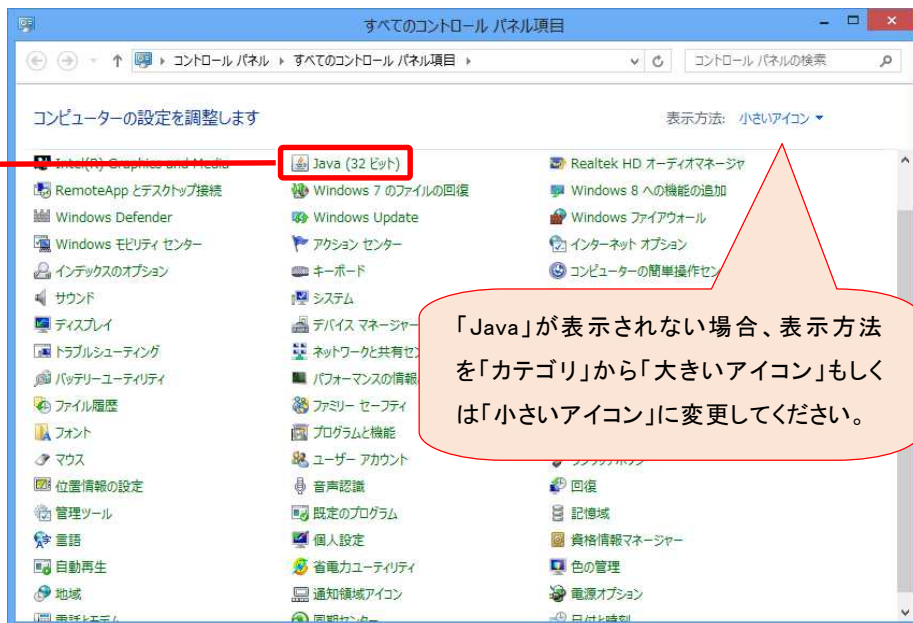 すべてのコントロール パネル項目
コントロール パネル ▸ すべてのコントロール パネル項目 ▸
コントロール パネルの検索
コンピューターの設定を調整します
表示方法: 小さいアイコン
Intel(R) Graphics and Media
Java (32 ビット)
Realtek HD オーディオマネージャ
RemoteApp とデスクトップ接続
Windows 7 のファイルの回復
Windows 8 への機能の追加
Windows Defender
Windows Update
Windows ファイアウォール
Windows モビリティ センター
アクション センター
インターネット オプション
インデックスのオプション
キーボード
コンピューターの簡単操作セン
サウンド
システム
ディスプレイ
デバイス マネージャー
トラブルシューティング
ネットワークと共有セ
バッテリーユーティリティ
パフォーマンスの情報
ファイル履歴
ファミリー セーフティ
フォント
プログラムと機能
マウス
ユーザー アカウント
位置情報の設定
音声認識
回復
管理ツール
既定のプログラム
記憶域
言語
個人設定
資格情報マネージャー
自動再生
省電力ユーティリティ
色の管理
地域
通知領域アイコン
電源オプション
電話とモデム
同期センター
日付と時刻
「Java」が表示されない場合、表示方法
を「カテゴリ」から「大きいアイコン」もしく
は「小さいアイコン」に変更してください。